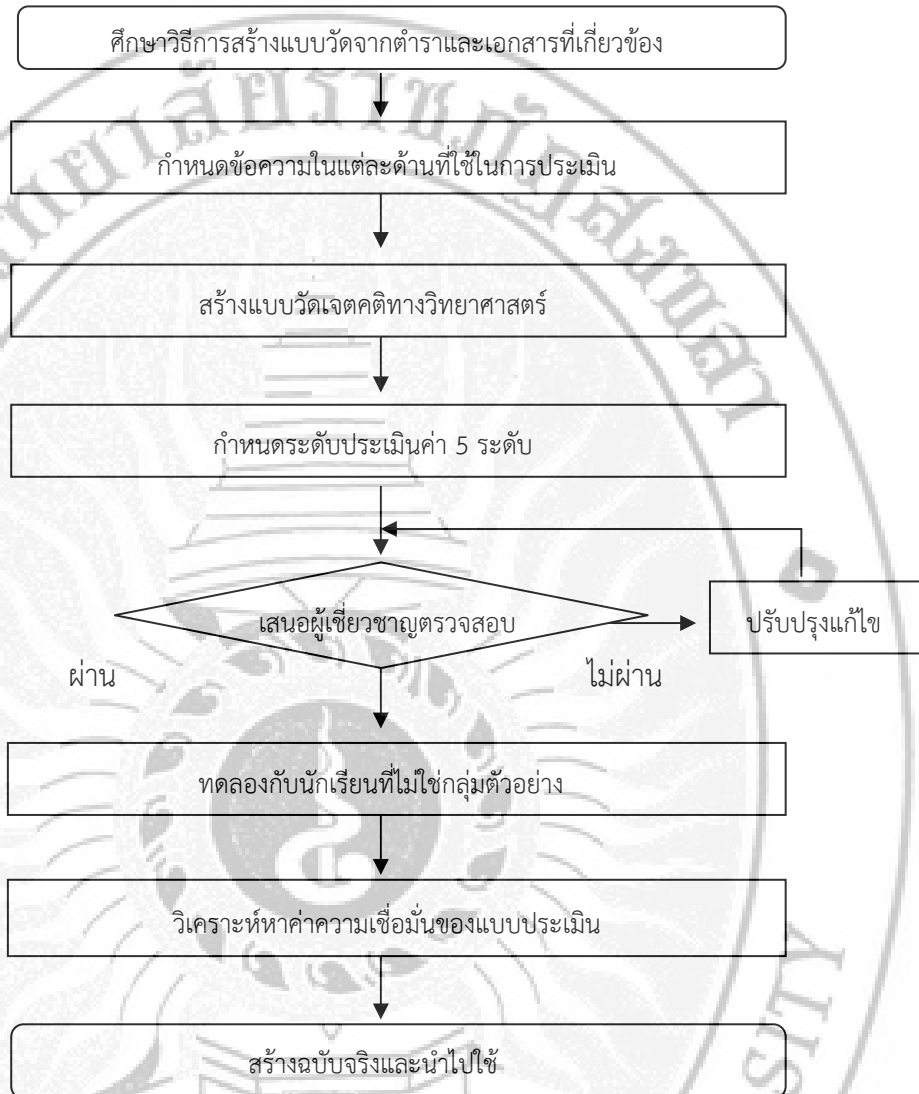 ศึกษาวิธีการสร้างแบบวัดจากตำราและเอกสารที่เกี่ยวข้อง
กำหนดข้อความในแต่ละด้านที่ใช้ในการประเมิน
สร้างแบบวัดเจตคติทางวิทยาศาสตร์
กำหนดระดับประเมินค่า 5 ระดับ
เสนอผู้เชี่ยวชาญตรวจสอบ
ปรับปรุงแก้ไข
ผ่าน
ไม่ผ่าน
ทดลองกับนักเรียนที่ไม่ใช่กลุ่มตัวอย่าง
วิเคราะห์หาค่าความเชื่อมั่นของแบบประเมิน
สร้างฉบับจริงและนำไปใช้